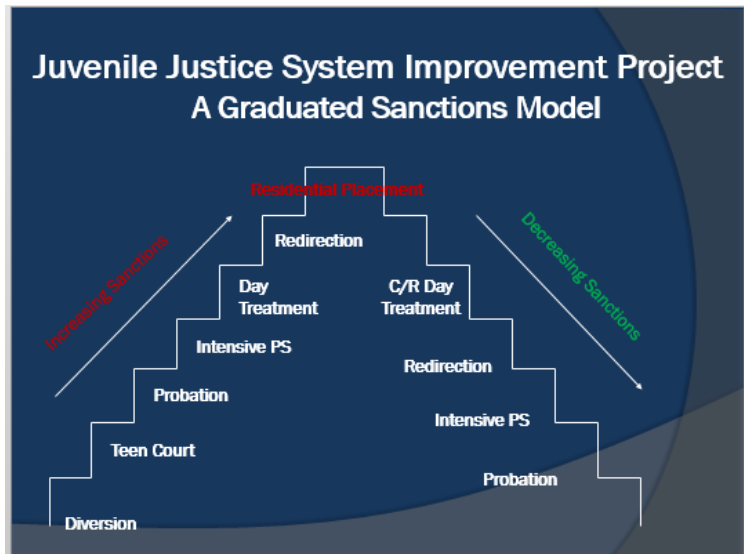 Juvenile Justice System Improvement Project
A Graduated Sanctions Model
Residential Placement
Increasing Sanctions
Decreasing Sanctions
Redirection
Day
Treatment
C/R Day
Treatment
Intensive PS
Redirection
Probation
Intensive PS
Teen Court
Probation
Diversion